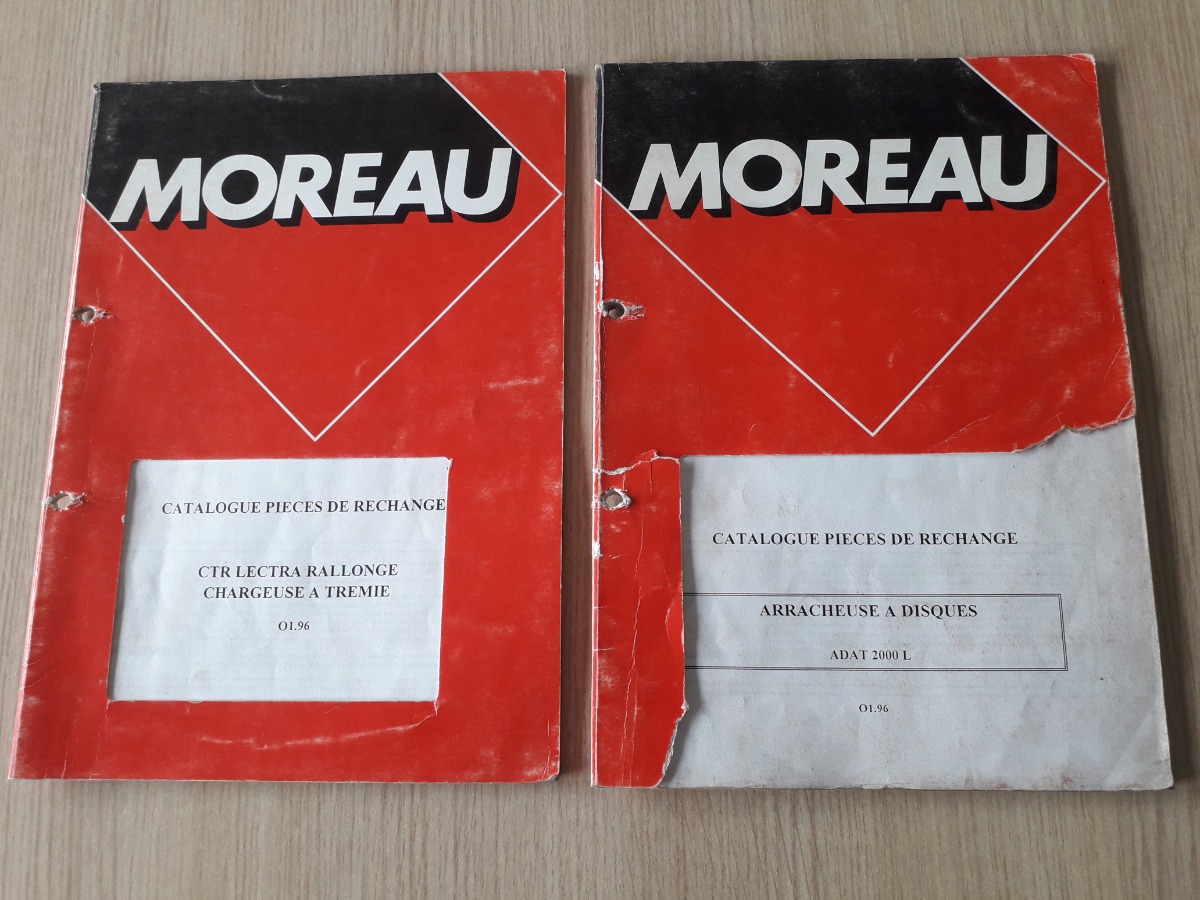 MOREAU
CATALOGUE PIECES DE RECHANGE
CTR LECTRA RALLONGE
CHARGEUSE A TREMIE
O1.96
MOREAU
CATALOGUE PIECES DE RECHANGE
ARRACHEUSE A DISQUES
ADAT 2000 L
O1.96